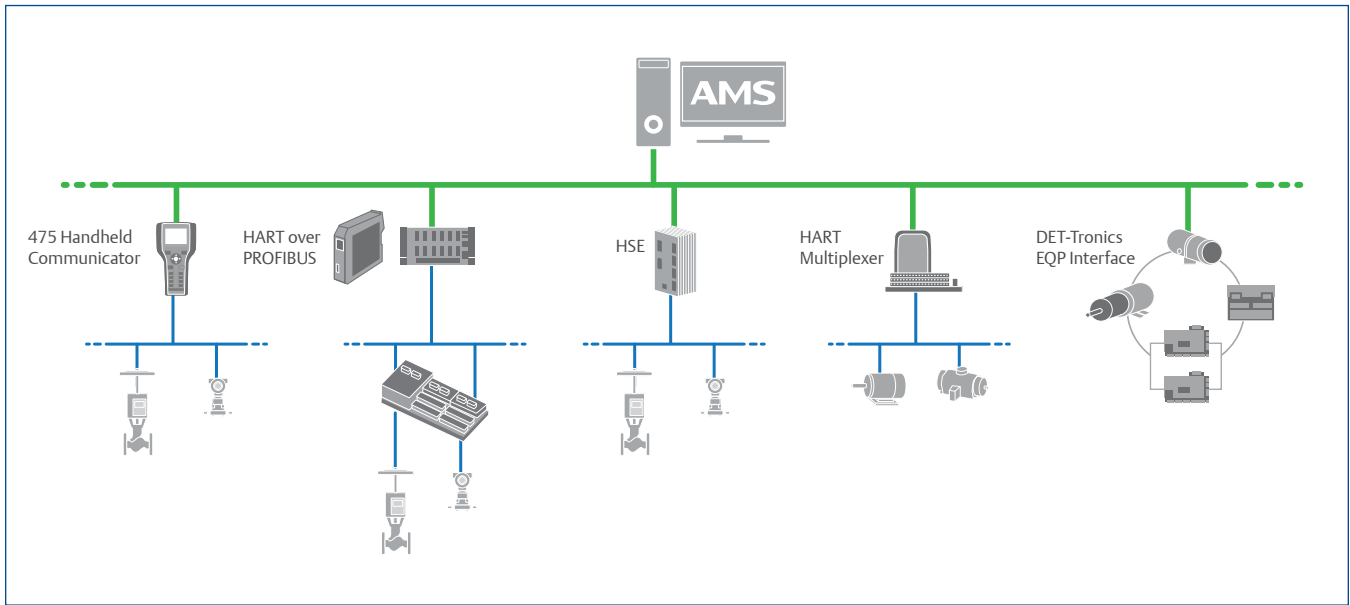 AMS
475 Handheld
Communicator
HART over
PROFIBUS
HSE
HART
Multiplexer
DET-Tronics
EQP Interface